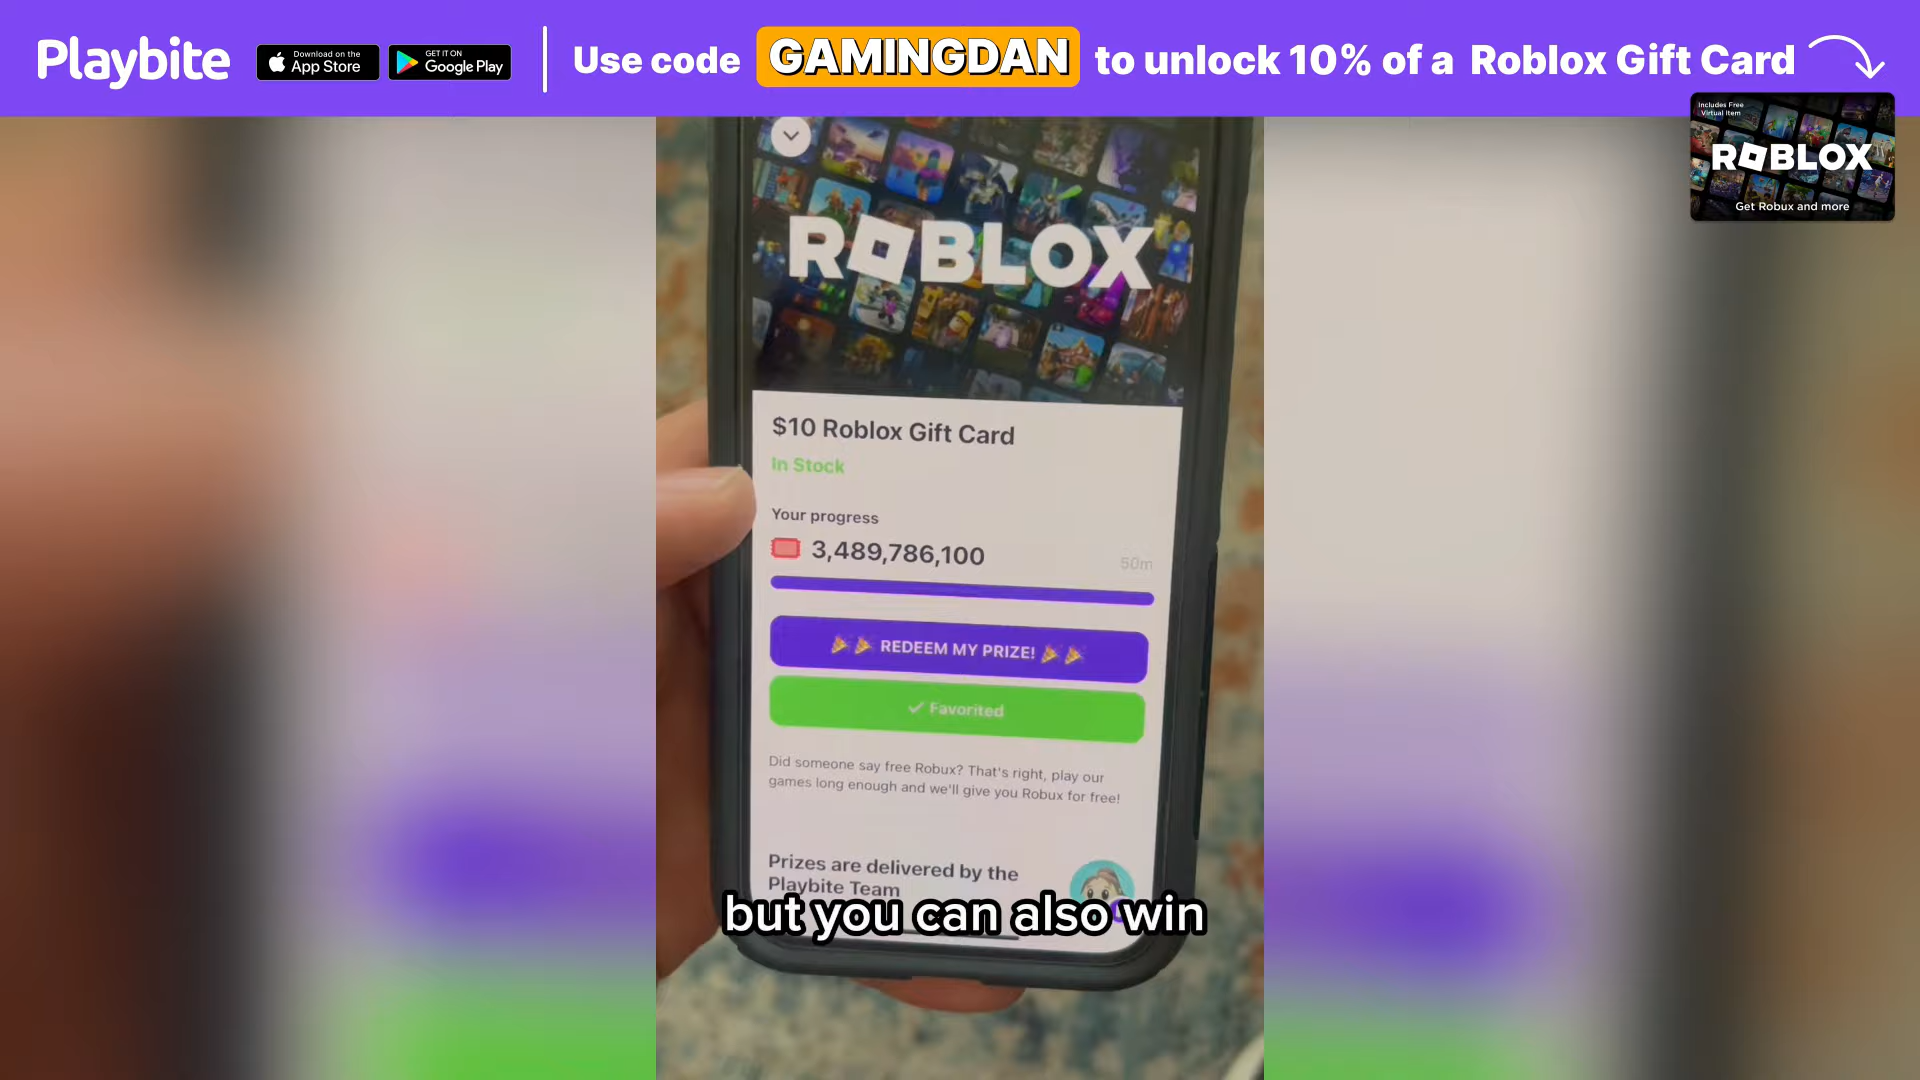 Playbite
Download on the
App Store
GET IT ON
Google Play
Use code GAMINGDAN to unlock 10% of a Roblox Gift Card
Includes Free
Virtual Item
ROBLOX
Get Robux and more
ROBLOX
$10 Roblox Gift Card
In Stock
Your progress
3,489,786,100
50m
REDEEM MY PRIZE!
Favorited
Did someone say free Robux? That's right, play our
games long enough and we'll give you Robux for free!
Prizes are delivered by the
Playbite Team
but you can also win